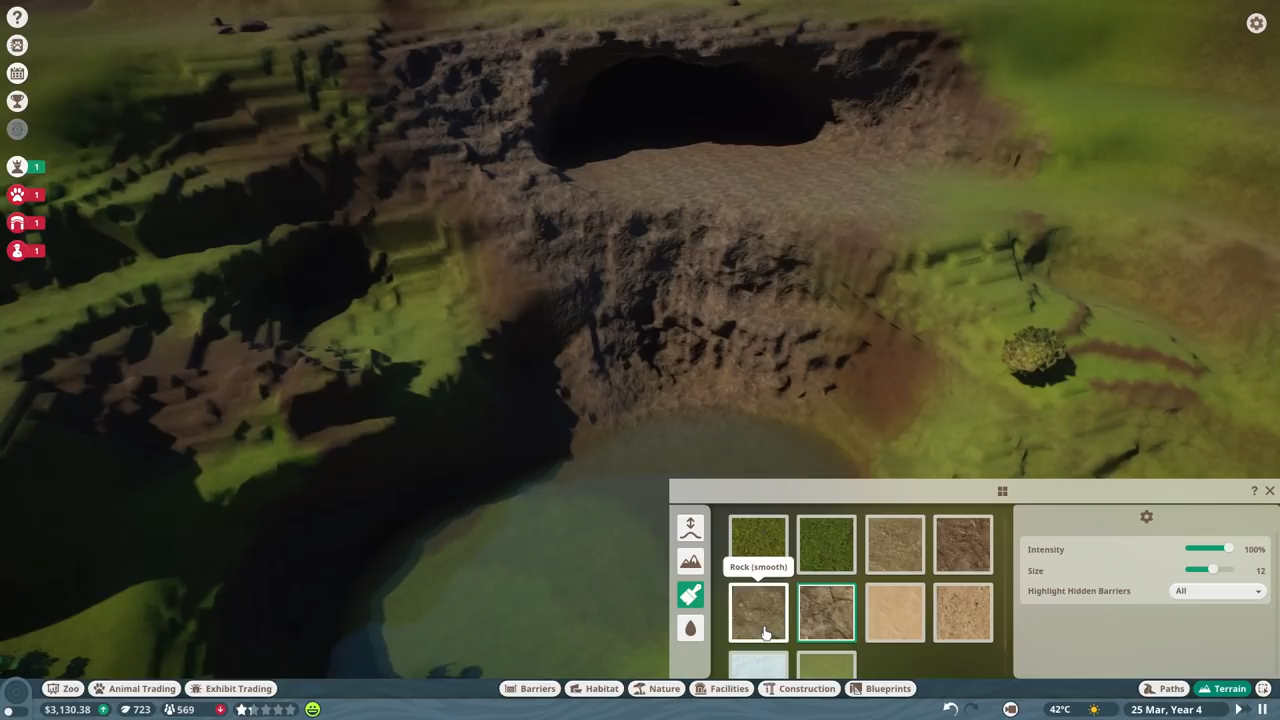 ?
1
1
1
1
? ×
Rock (smooth)
Intensity 100%
Size 12
Highlight Hidden Barriers All
Zoo Animal Trading Exhibit Trading Barriers Habitat Nature Facilities Construction Blueprints Paths Terrain
$3,130.38 723 569 42°C 25 Mar, Year 4